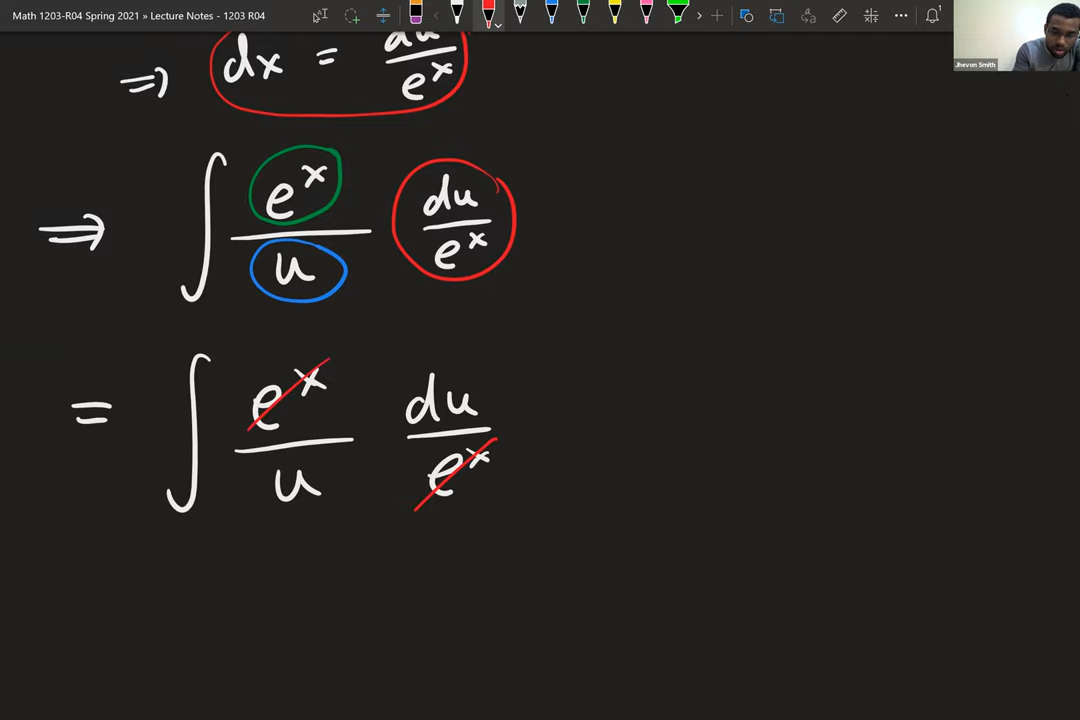 Math 1203-R04 Spring 2021 » Lecture Notes - 1203 R04
Jhevon Smith
⇒ dx = du/e^x
⇒ ∫ e^x/u du/e^x
= ∫ e^x/u du/e^x